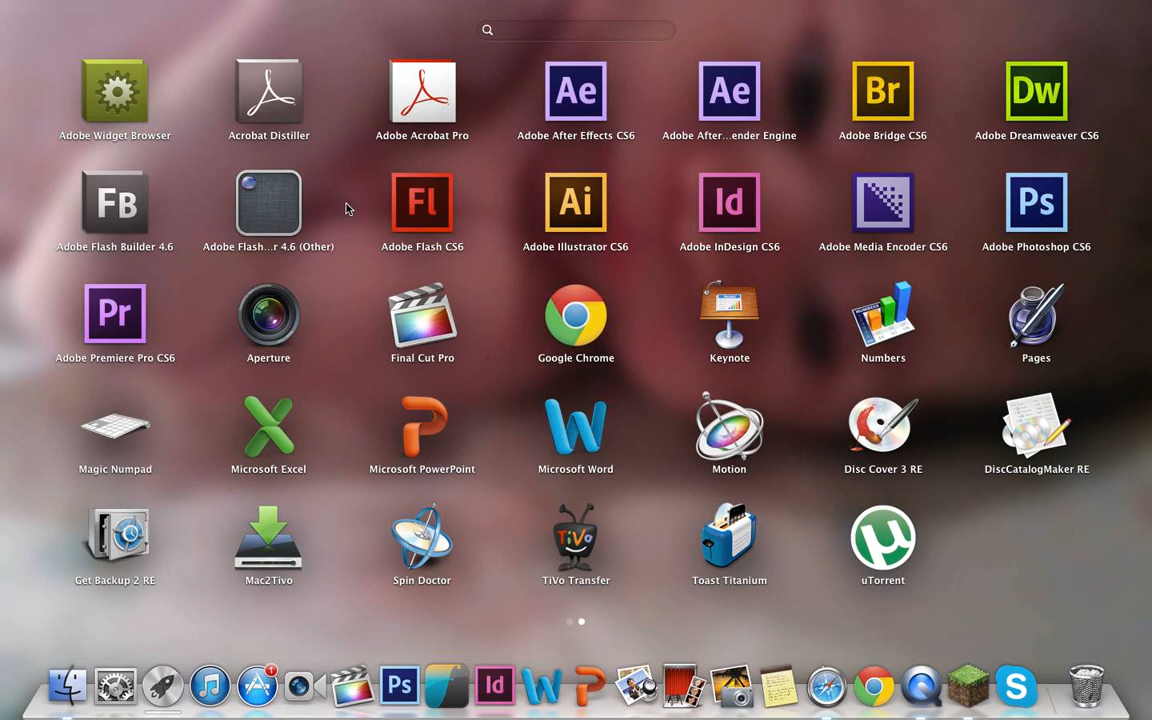 Adobe Widget Browser
Acrobat Distiller
Adobe Acrobat Pro
Ae
Adobe After Effects CS6
Ae
Adobe After...ender Engine
Br
Adobe Bridge CS6
Dw
Adobe Dreamweaver CS6
FB
Adobe Flash Builder 4.6
Adobe Flash...r 4.6 (Other)
Fl
Adobe Flash CS6
Ai
Adobe Illustrator CS6
Id
Adobe InDesign CS6
Adobe Media Encoder CS6
Ps
Adobe Photoshop CS6
Pr
Adobe Premiere Pro CS6
Aperture
Final Cut Pro
Google Chrome
Keynote
NUMBERS
Numbers
Pages
Magic Numpad
Microsoft Excel
Microsoft PowerPoint
Microsoft Word
Motion
Disc Cover 3 RE
DiscCatalogMaker RE
Get Backup 2 RE
Mac2Tivo
Spin Doctor
TiVo
TiVo Transfer
Toast Titanium
µ
uTorrent
1
Ps
Id
W
P
S